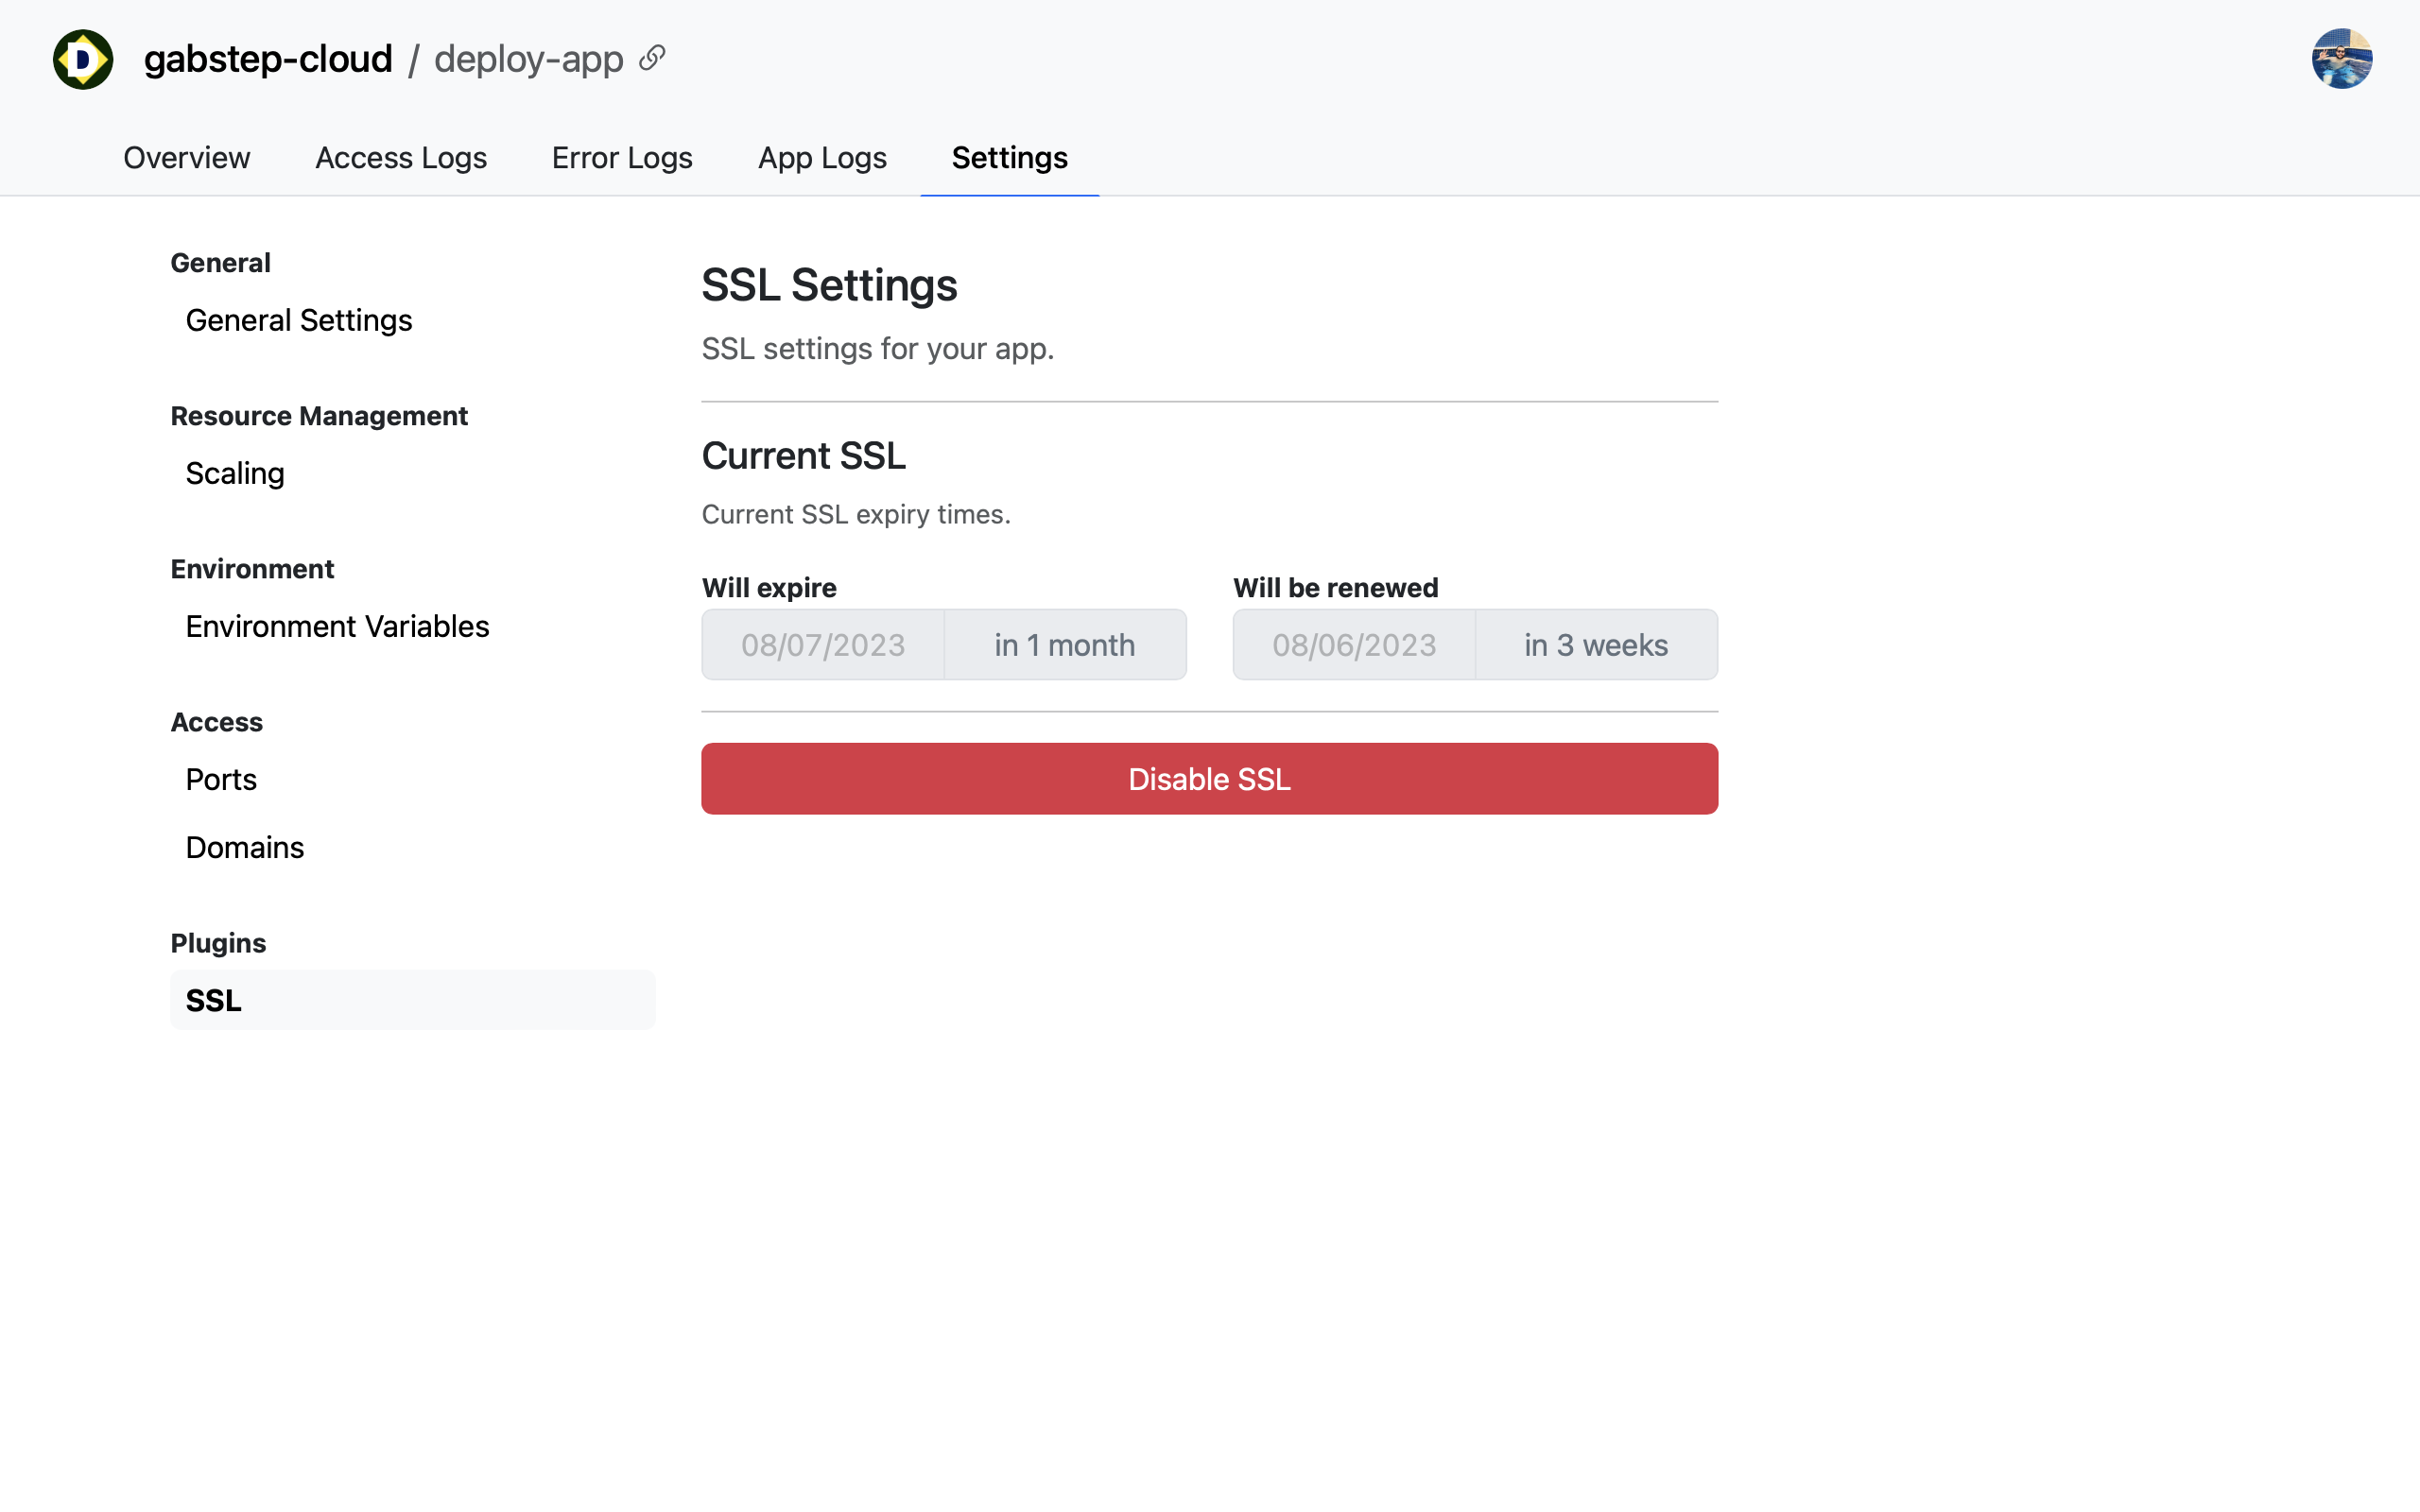 D gabstep-cloud / deploy-app
Overview Access Logs Error Logs App Logs Settings
General
General Settings
Resource Management
Scaling
Environment
Environment Variables
Access
Ports
Domains
Plugins
SSL
SSL Settings
SSL settings for your app.
Current SSL
Current SSL expiry times.
Will expire
08/07/2023 in 1 month
Will be renewed
08/06/2023 in 3 weeks
Disable SSL